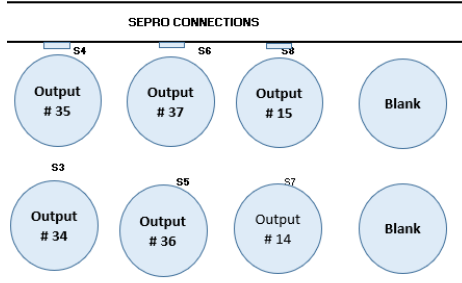 SEPRO CONNECTIONS
S4
S6
S8
Output
# 35
Output
# 37
Output
# 15
Blank
S3
S5
S7
Output
# 34
Output
# 36
Output
# 14
Blank